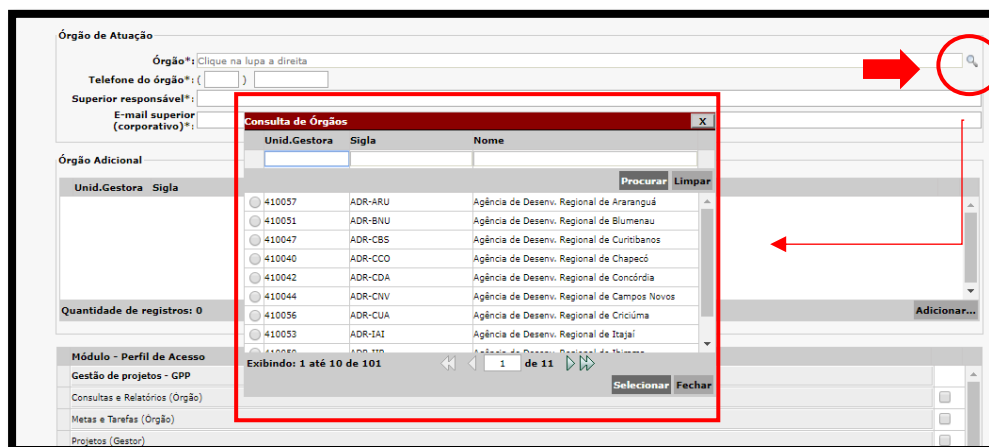 Órgão de Atuação
Órgão*: Clique na lupa a direita
Telefone do órgão*: ( )
Superior responsável*:
E-mail superior
(corporativo)*:
Consulta de Órgãos X
Unid.Gestora Sigla Nome
Procurar Limpar
410057 ADR-ARU Agência de Desenv. Regional de Araranguá
410051 ADR-BNU Agência de Desenv. Regional de Blumenau
410047 ADR-CBS Agência de Desenv. Regional de Curitibanos
410040 ADR-CCO Agência de Desenv. Regional de Chapecó
410042 ADR-CDA Agência de Desenv. Regional de Concórdia
410044 ADR-CNV Agência de Desenv. Regional de Campos Novos
410056 ADR-CUA Agência de Desenv. Regional de Criciúma
410053 ADR-IAI Agência de Desenv. Regional de Itajaí
Exibindo: 1 até 10 de 101 1 de 11
Selecionar Fechar
Órgão Adicional
Unid.Gestora Sigla
Quantidade de registros: 0 Adicionar...
Módulo - Perfil de Acesso
Gestão de projetos - GPP
Consultas e Relatórios (Órgão)
Metas e Tarefas (Órgão)
Projetos (Gestor)